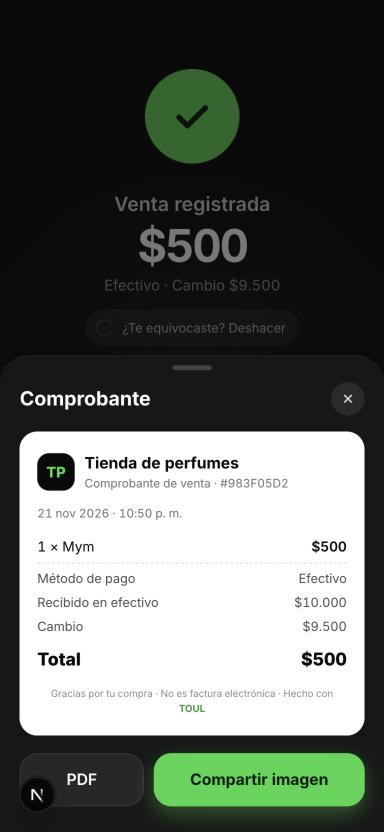 Venta registrada
$500
Efectivo · Cambio $9.500
¿Te equivocaste? Deshacer
Comprobante
TP
Tienda de perfumes
Comprobante de venta · #983F05D2
21 nov 2026 · 10:50 p. m.
1 × Mym $500
Método de pago Efectivo
Recibido en efectivo $10.000
Cambio $9.500
Total $500
Gracias por tu compra · No es factura electrónica · Hecho con
TOUL
N PDF Compartir imagen